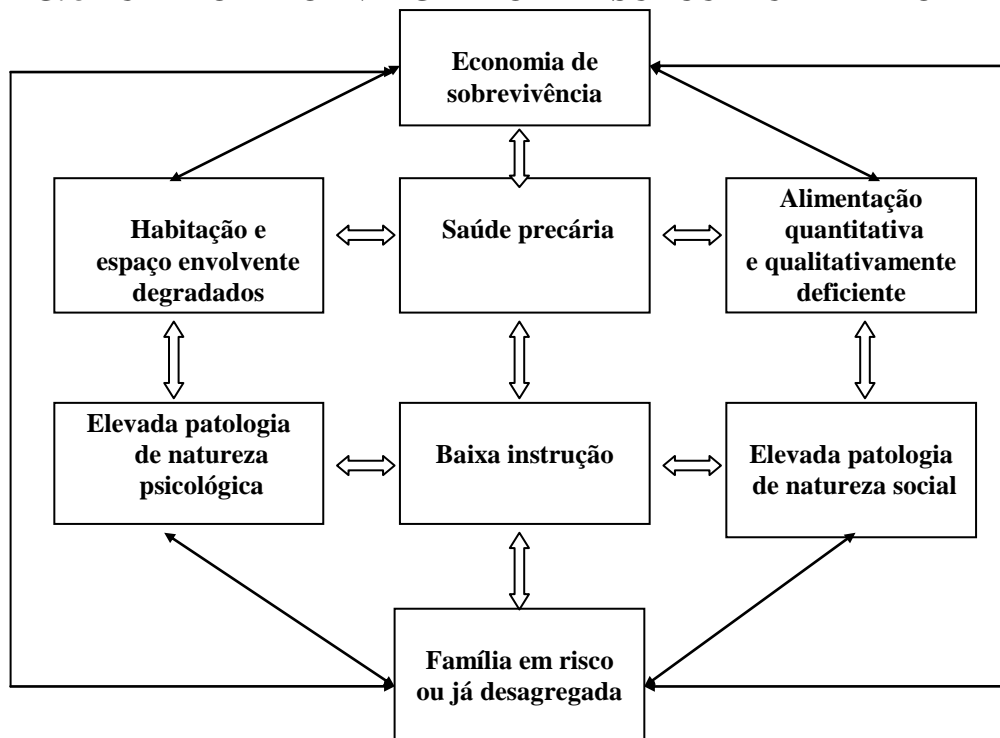 Economia de
sobrevivência
Habitação e
espaço envolvente
degradados
Saúde precária
Alimentação
quantitativa
e qualitativamente
deficiente
Elevada patologia
de natureza
psicológica
Baixa instrução
Elevada patologia
de natureza social
Família em risco
ou já desagregada